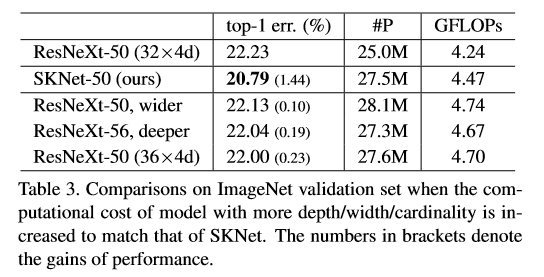 top-1 err. (%) #P GFLOPs
ResNeXt-50 (32×4d) 22.23 25.0M 4.24
SKNet-50 (ours) 20.79 (1.44) 27.5M 4.47
ResNeXt-50, wider 22.13 (0.10) 28.1M 4.74
ResNeXt-56, deeper 22.04 (0.19) 27.3M 4.67
ResNeXt-50 (36×4d) 22.00 (0.23) 27.6M 4.70
Table 3. Comparisons on ImageNet validation set when the com-
putational cost of model with more depth/width/cardinality is in-
creased to match that of SKNet. The numbers in brackets denote
the gains of performance.